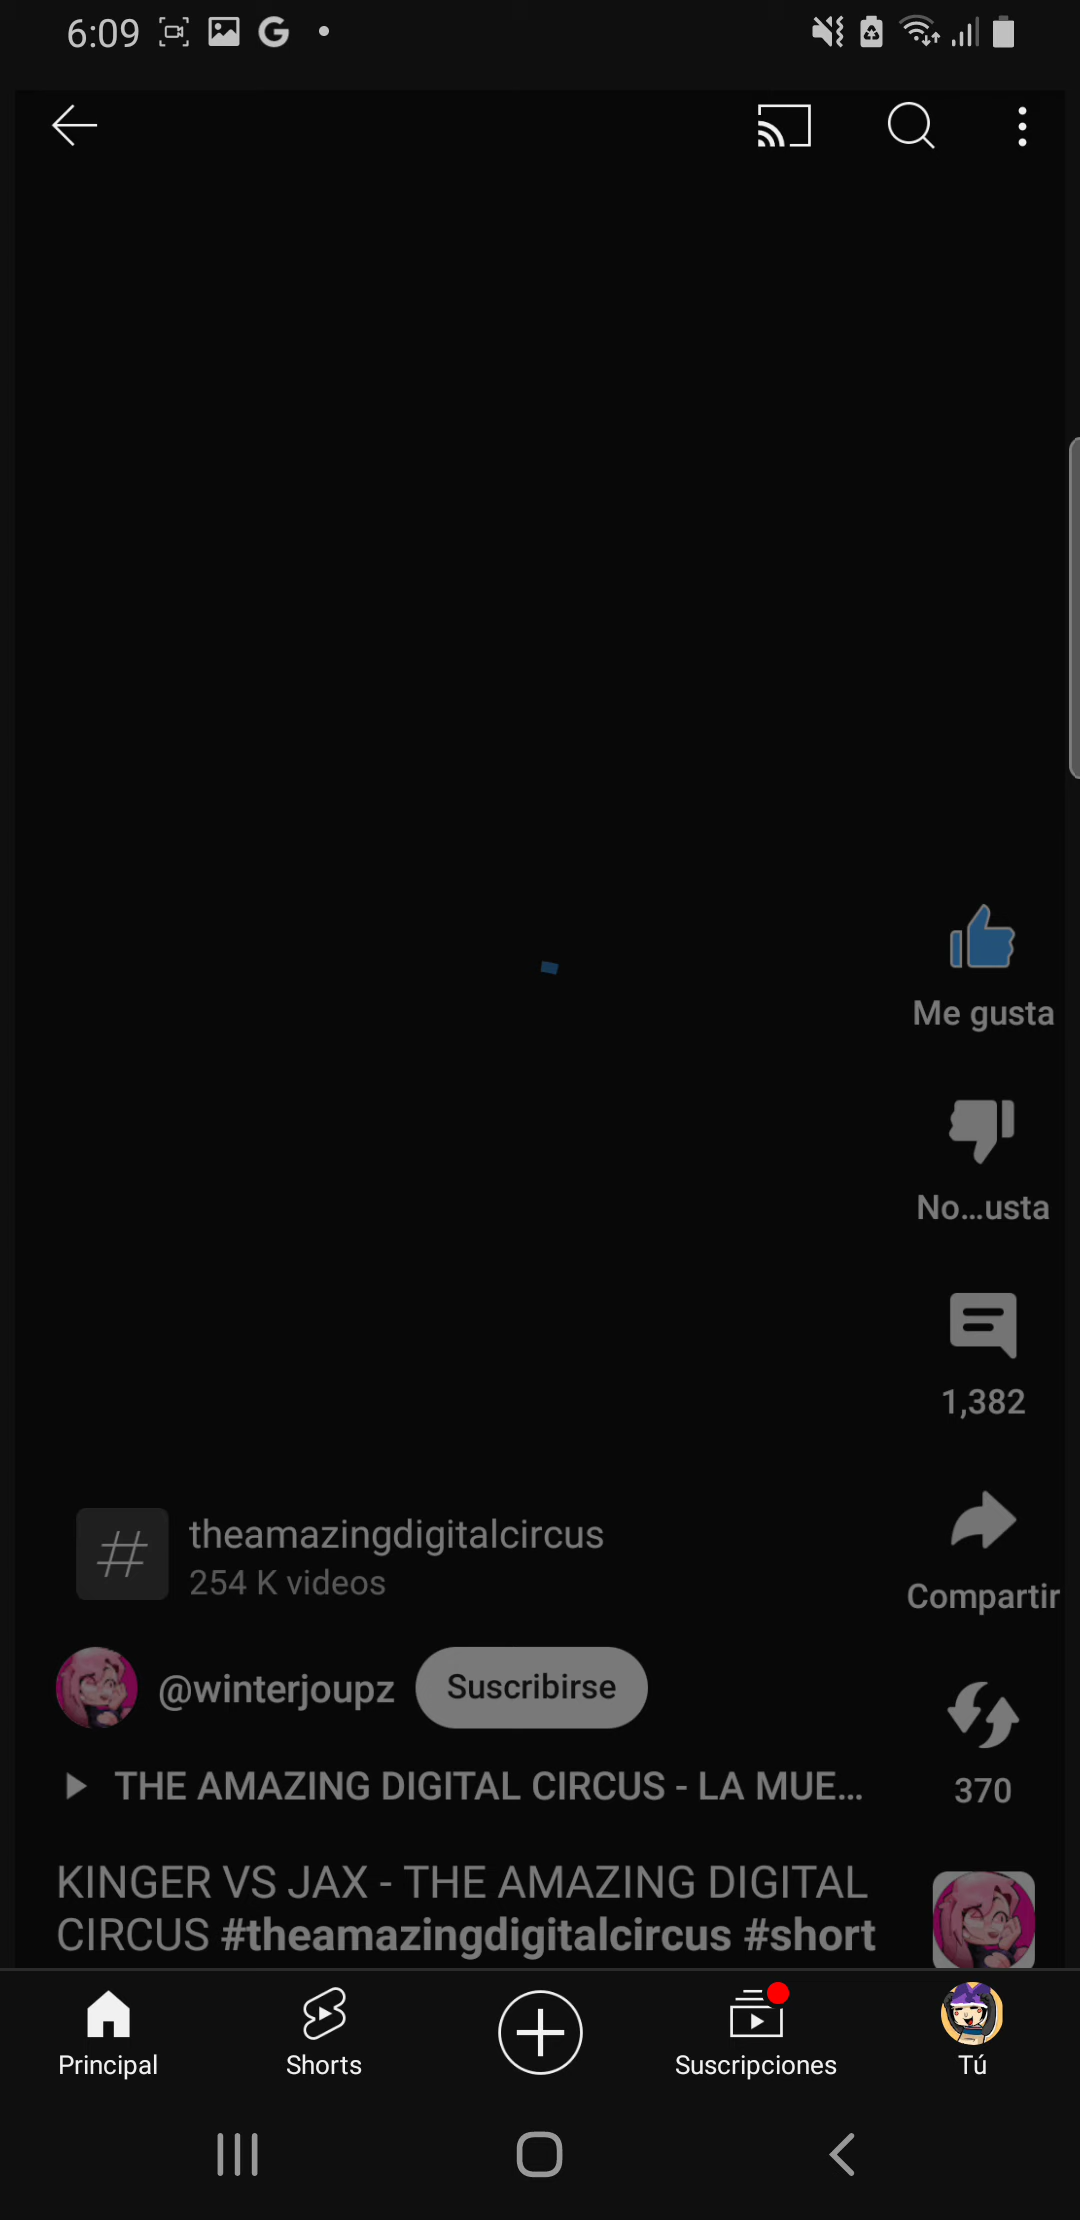 6:09
Me gusta
No...usta
1,382
theamazingdigitalcircus
254 K videos
Compartir
@winterjoupz
Suscribirse
THE AMAZING DIGITAL CIRCUS - LA MUE...
370
KINGER VS JAX - THE AMAZING DIGITAL
CIRCUS #theamazingdigitalcircus #short
Principal
Shorts
Suscripciones
Tú